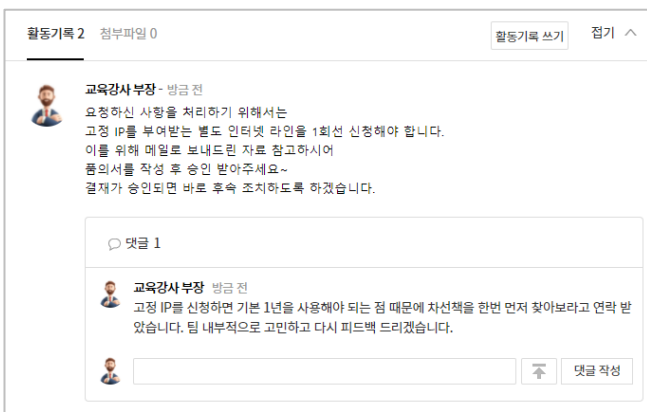 활동기록 2 첨부파일 0 활동기록 쓰기 접기
교육강사 부장 - 방금 전
요청하신 사항을 처리하기 위해서는
고정 IP를 부여받는 별도 인터넷 라인을 1회선 신청해야 합니다.
이를 위해 메일로 보내드린 자료 참고하시어
품의서를 작성 후 승인 받아주세요~
결재가 승인되면 바로 후속 조치하도록 하겠습니다.
댓글 1
교육강사 부장 방금 전
고정 IP를 신청하면 기본 1년을 사용해야 되는 점 때문에 차선책을 한번 먼저 찾아보라고 연락 받
았습니다. 팀 내부적으로 고민하고 다시 피드백 드리겠습니다.
댓글 작성